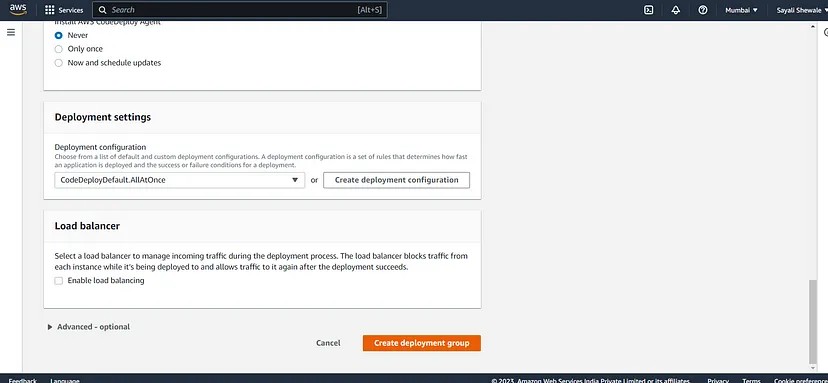 aws
Services
Search
[Alt+S]
Mumbai
Sayali Shewale
Install AWS CodeDeploy Agent
Never
Only once
Now and schedule updates
Deployment settings
Deployment configuration
Choose from a list of default and custom deployment configurations. A deployment configuration is a set of rules that determines how fast
an application is deployed and the success or failure conditions for a deployment.
CodeDeployDefault.AllAtOnce
or
Create deployment configuration
Load balancer
Select a load balancer to manage incoming traffic during the deployment process. The load balancer blocks traffic from
each instance while it's being deployed to and allows traffic to it again after the deployment succeeds.
Enable load balancing
Advanced - optional
Cancel
Create deployment group
Feedback
Language
© 2023, Amazon Web Services India Private Limited or its affiliates.
Privacy
Terms
Cookie preference